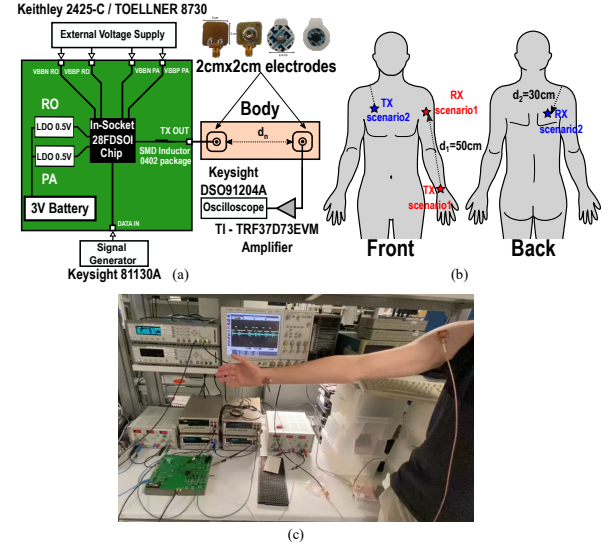 Keithley 2425-C / TOELLNER 8730
External Voltage Supply
VBBN RO VBBP RO VBBN PA VBBP PA
2cmx2cm electrodes
RO
LDO 0.5V
LDO 0.5V
PA
3V Battery
In-Socket
28FDSOI
Chip
TX OUT
SMD Inductor
0402 package
DATA IN
Signal
Generator
Keysight 81130A
(a)
Body
dn
Keysight
DSO91204A
Oscilloscope
TI - TRF37D73EVM
Amplifier
TX
scenario2
RX
scenario1
d1=50cm
TX
scenario1
Front
d2=30cm
RX
scenario2
Back
(b)
(c)